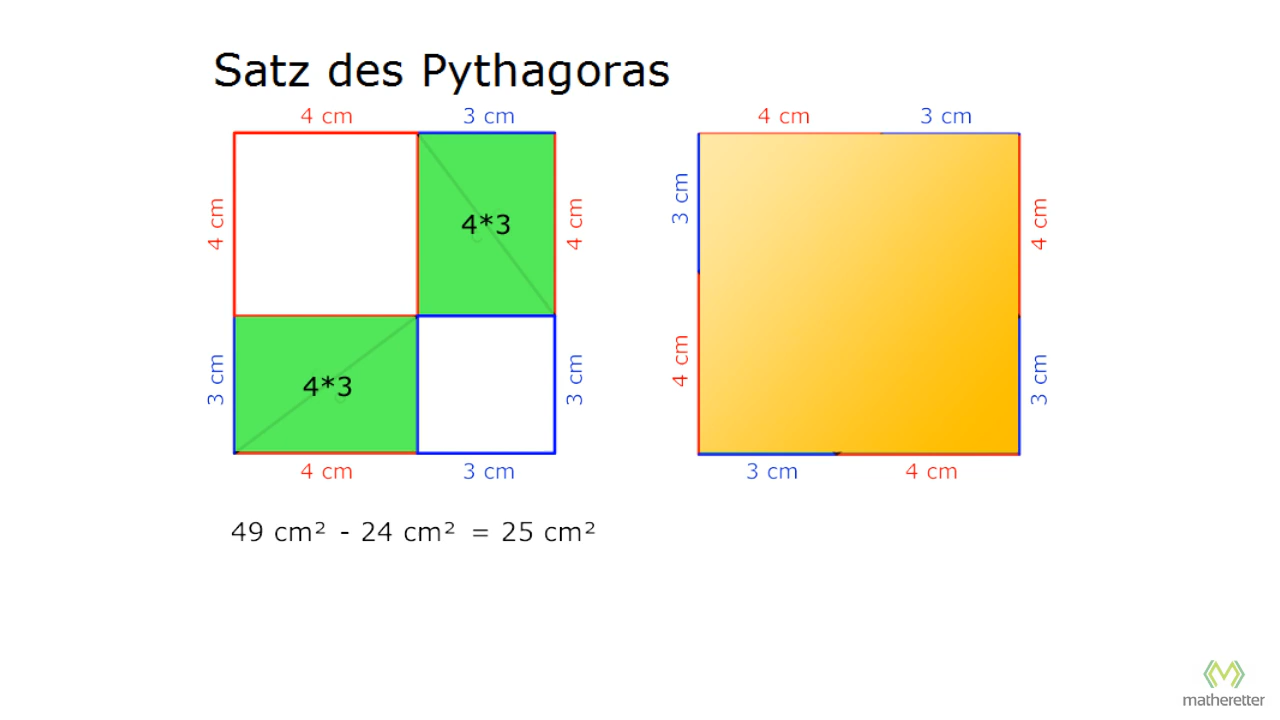 Satz des Pythagoras
4 cm 3 cm 4 cm 3 cm
4 cm 4*3 4 cm 3 cm 4 cm
3 cm 4*3 3 cm 4 cm 3 cm
4 cm 3 cm 3 cm 4 cm
49 cm² - 24 cm² = 25 cm²
matheretter